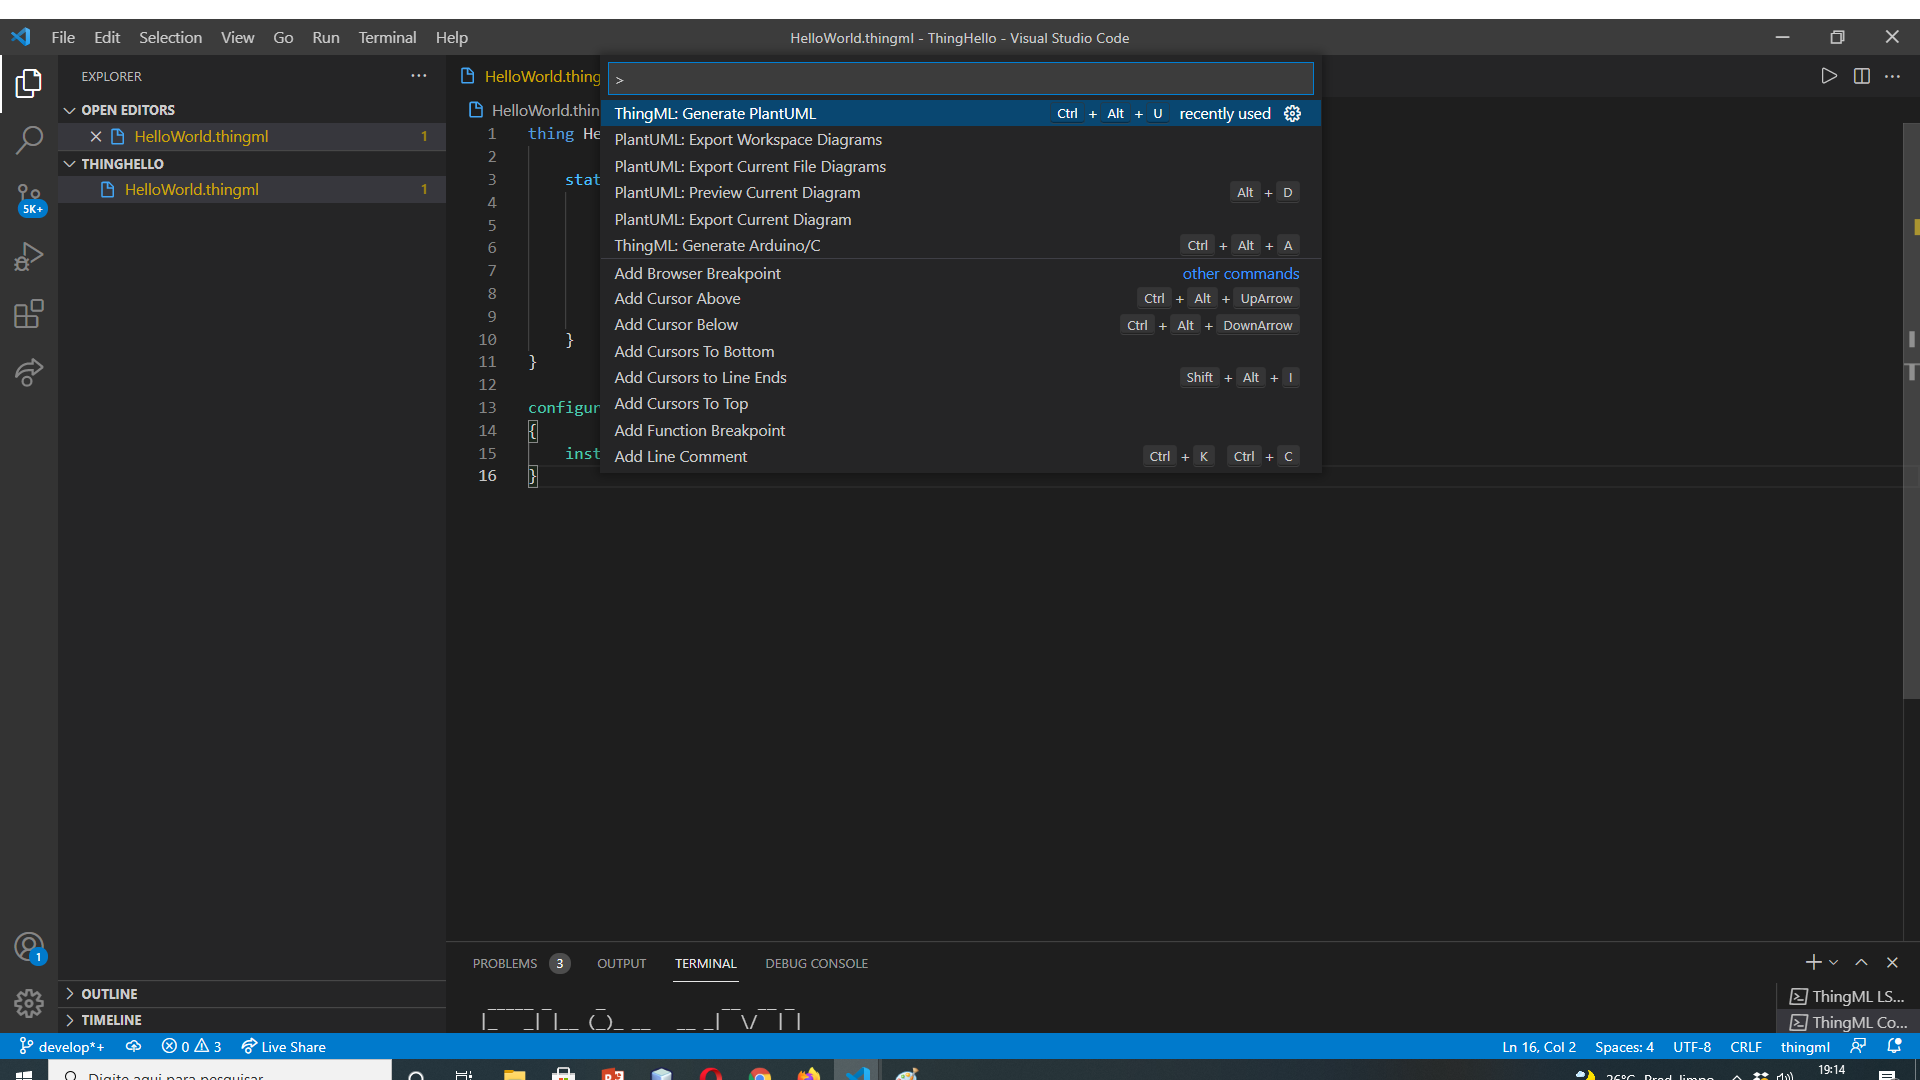 File Edit Selection View Go Run Terminal Help
HelloWorld.thingml - ThingHello - Visual Studio Code
EXPLORER
OPEN EDITORS
HelloWorld.thingml 1
THINGHELLO
HelloWorld.thingml 1
5K+
1
OUTLINE
TIMELINE
HelloWorld.thing
HelloWorld.thin
>
ThingML: Generate PlantUML Ctrl + Alt + U recently used
PlantUML: Export Workspace Diagrams
PlantUML: Export Current File Diagrams
PlantUML: Preview Current Diagram Alt + D
PlantUML: Export Current Diagram
ThingML: Generate Arduino/C Ctrl + Alt + A
Add Browser Breakpoint other commands
Add Cursor Above Ctrl + Alt + UpArrow
Add Cursor Below Ctrl + Alt + DownArrow
Add Cursors To Bottom
Add Cursors to Line Ends Shift + Alt + I
Add Cursors To Top
Add Function Breakpoint
Add Line Comment Ctrl + K Ctrl + C
1 thing He
2
3 stat
4
5
6
7
8
9
10 }
11 }
12
13 configur
14 {
15 inst
16 }
PROBLEMS 3 OUTPUT TERMINAL DEBUG CONSOLE
ThingML LS...
ThingML Co...
develop*+ 0 3 Live Share
Ln 16, Col 2 Spaces: 4 UTF-8 CRLF thingml
Digite aqui para pesquisar
26°C Pred. limpo
19:14